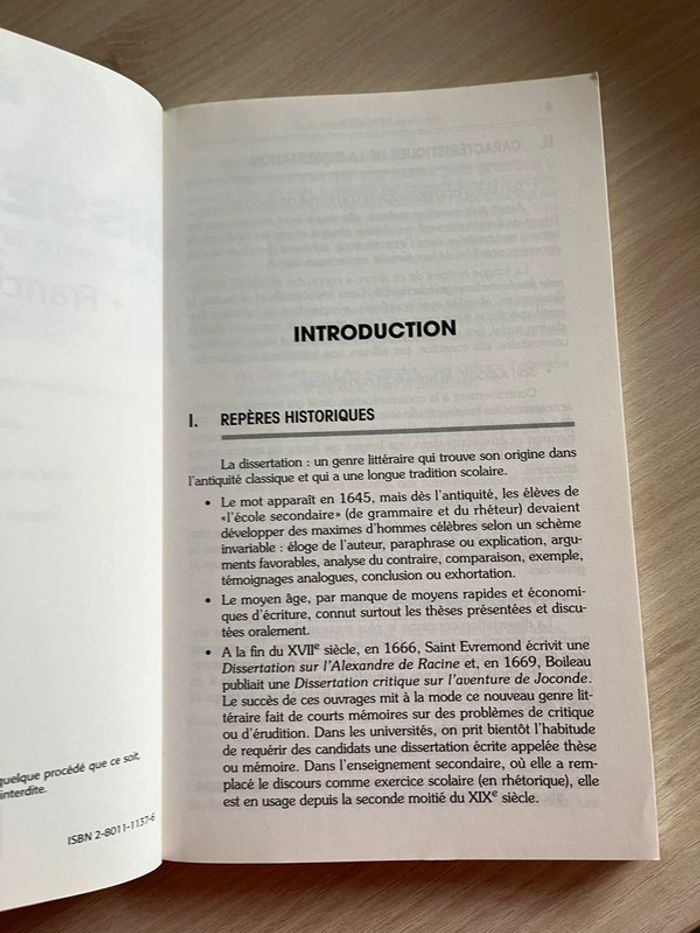 quelque procédé que ce soit,
interdite.
ISBN 2-8011-1137-6
INTRODUCTION
I. REPÈRES HISTORIQUES
La dissertation : un genre littéraire qui trouve son origine dans
l'antiquité classique et qui a une longue tradition scolaire.
• Le mot apparaît en 1645, mais dès l'antiquité, les élèves de
«l'école secondaire» (de grammaire et du rhéteur) devaient
développer des maximes d'hommes célèbres selon un schème
invariable : éloge de l'auteur, paraphrase ou explication, argu-
ments favorables, analyse du contraire, comparaison, exemple,
témoignages analogues, conclusion ou exhortation.
• Le moyen âge, par manque de moyens rapides et économi-
ques d'écriture, connut surtout les thèses présentées et discu-
tées oralement.
• A la fin du XVIIe siècle, en 1666, Saint Evremond écrivit une
Dissertation sur l'Alexandre de Racine et, en 1669, Boileau
publiait une Dissertation critique sur l'aventure de Joconde.
Le succès de ces ouvrages mit à la mode ce nouveau genre lit-
téraire fait de courts mémoires sur des problèmes de critique
ou d'érudition. Dans les universités, on prit bientôt l'habitude
de requérir des candidats une dissertation écrite appelée thèse
ou mémoire. Dans l'enseignement secondaire, où elle a rem-
placé le discours comme exercice scolaire (en rhétorique), elle
est en usage depuis la seconde moitié du XIXe siècle.